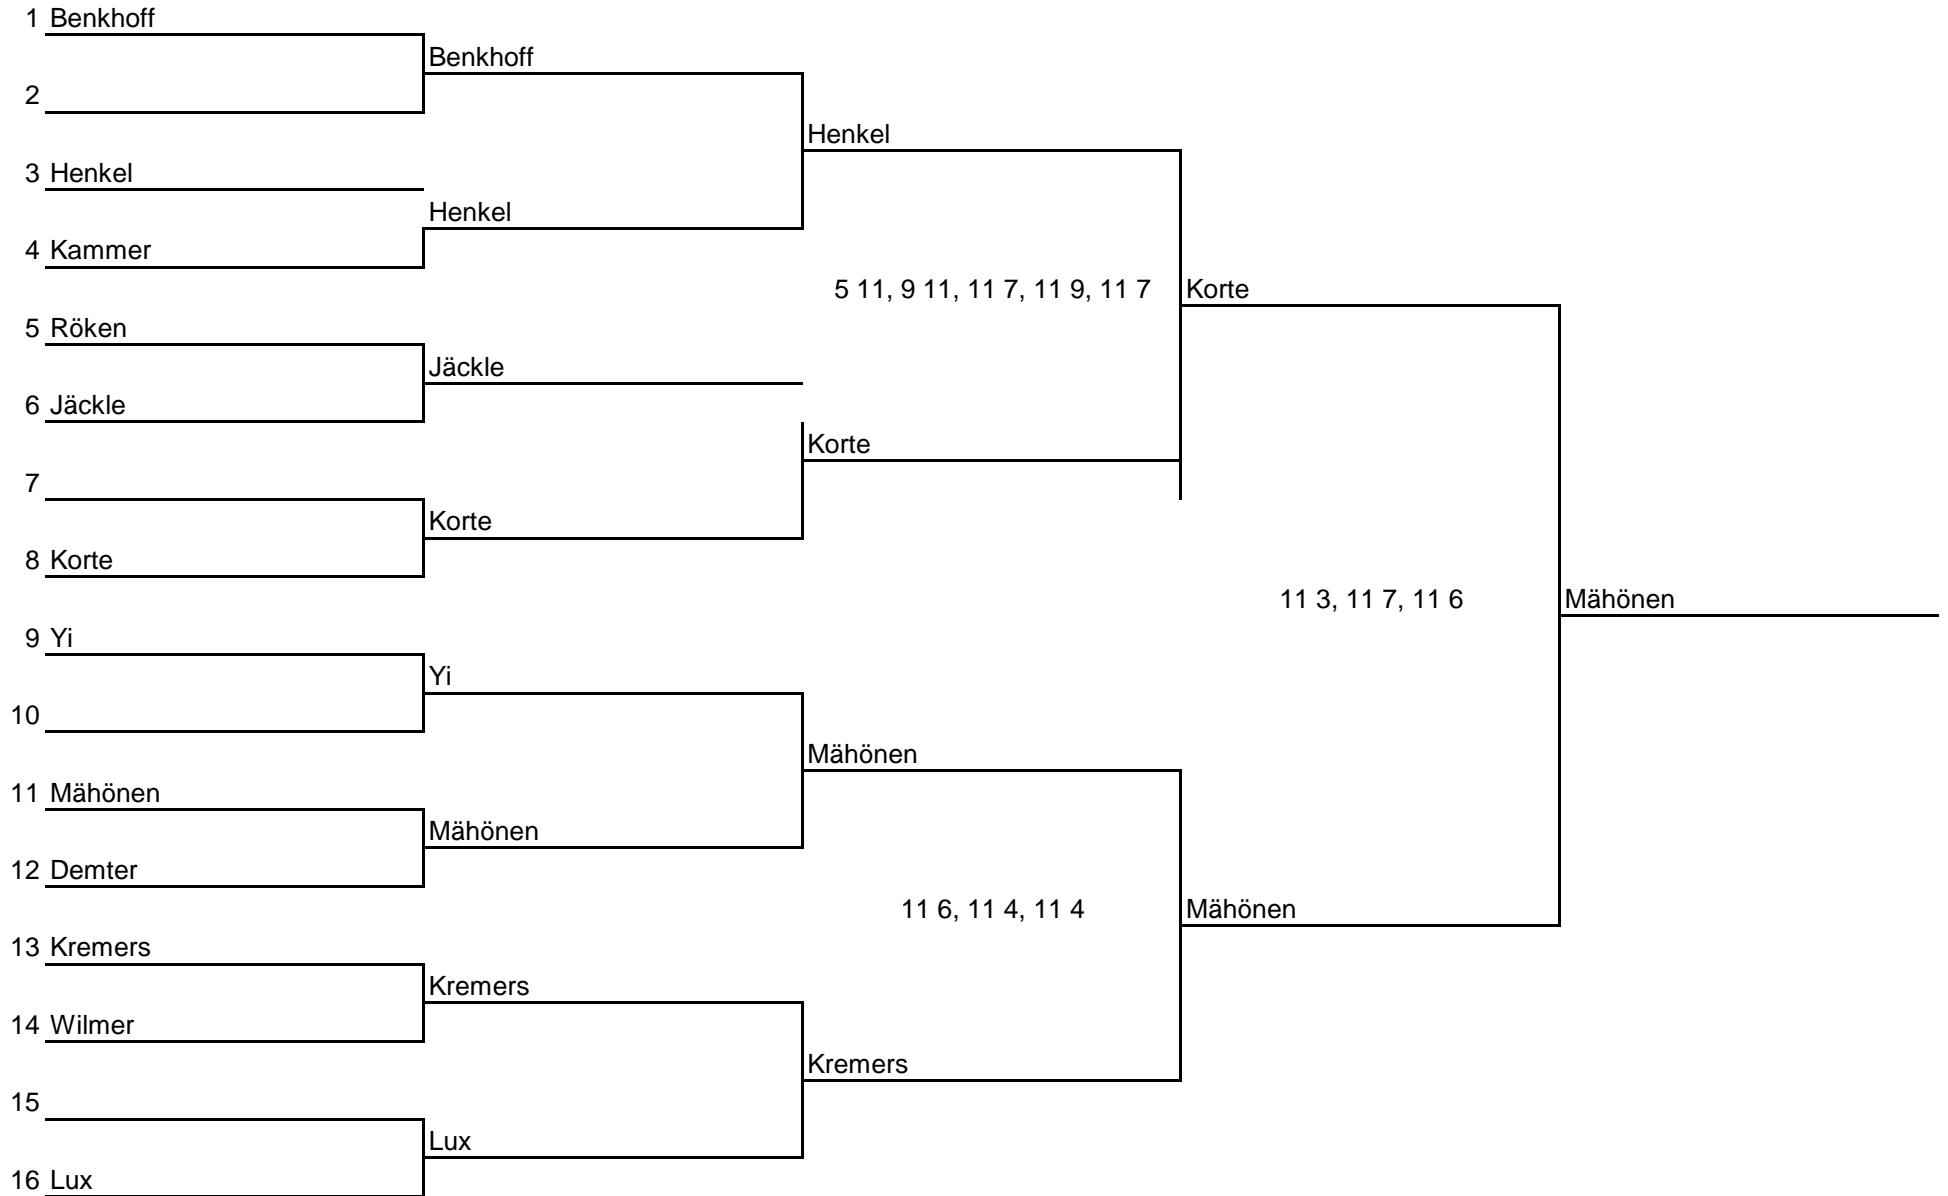 1 Benkhoff
Benkhoff
2
Henkel
3 Henkel
Henkel
4 Kammer
5 11, 9 11, 11 7, 11 9, 11 7
Korte
5 Röken
Jäckle
6 Jäckle
Korte
7
Korte
8 Korte
11 3, 11 7, 11 6
Mähönen
9 Yi
Yi
10
Mähönen
11 Mähönen
Mähönen
12 Demter
11 6, 11 4, 11 4
Mähönen
13 Kremers
Kremers
14 Wilmer
Kremers
15
Lux
16 Lux